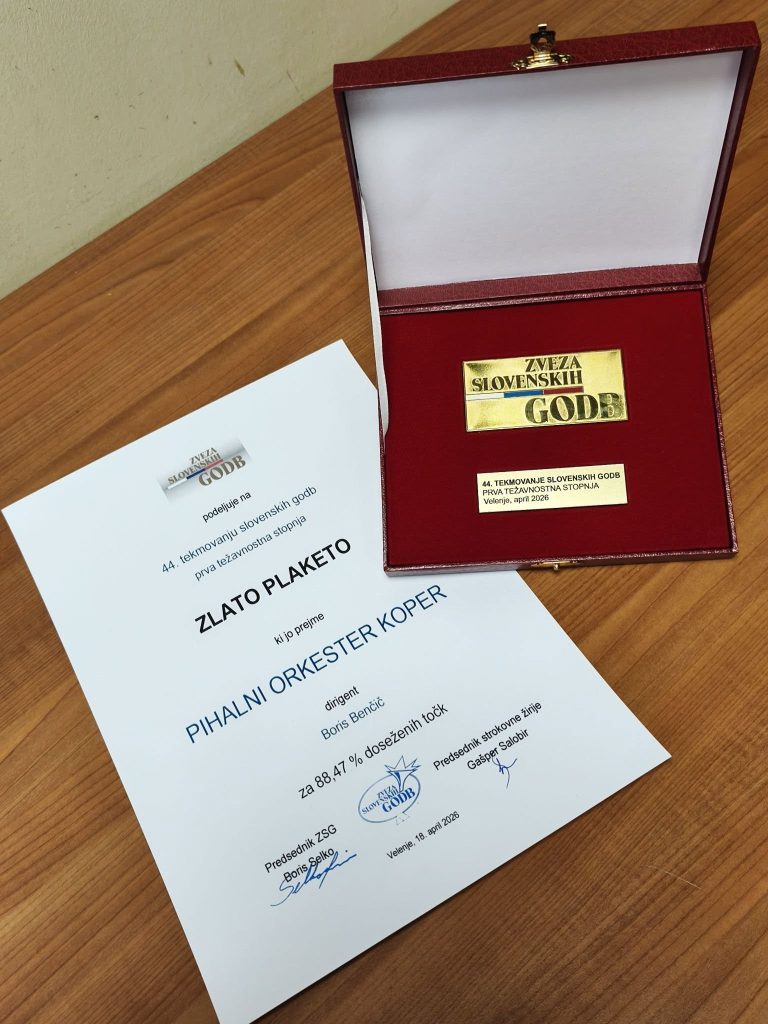 ZVEZA
SLOVENSKIH
GODB
44. TEKMOVANJE SLOVENSKIH GODB
PRVA TEŽAVNOSTNA STOPNJA
Velenje, april 2026
ZVEZA
SLOVENSKIH
GODB
podeljuje na
44. tekmovanju slovenskih godb
prva težavnostna stopnja
ZLATO PLAKETO
ki jo prejme
PIHALNI ORKESTER KOPER
dirigent
Boris Benčič
za 88,47 % doseženih točk
Predsednik strokovne žirije
Gašper Salobir
ZVEZA
SLOVENSKIH
GODB
Predsednik ZSG
Boris Selko
Velenje, 18. april 2026